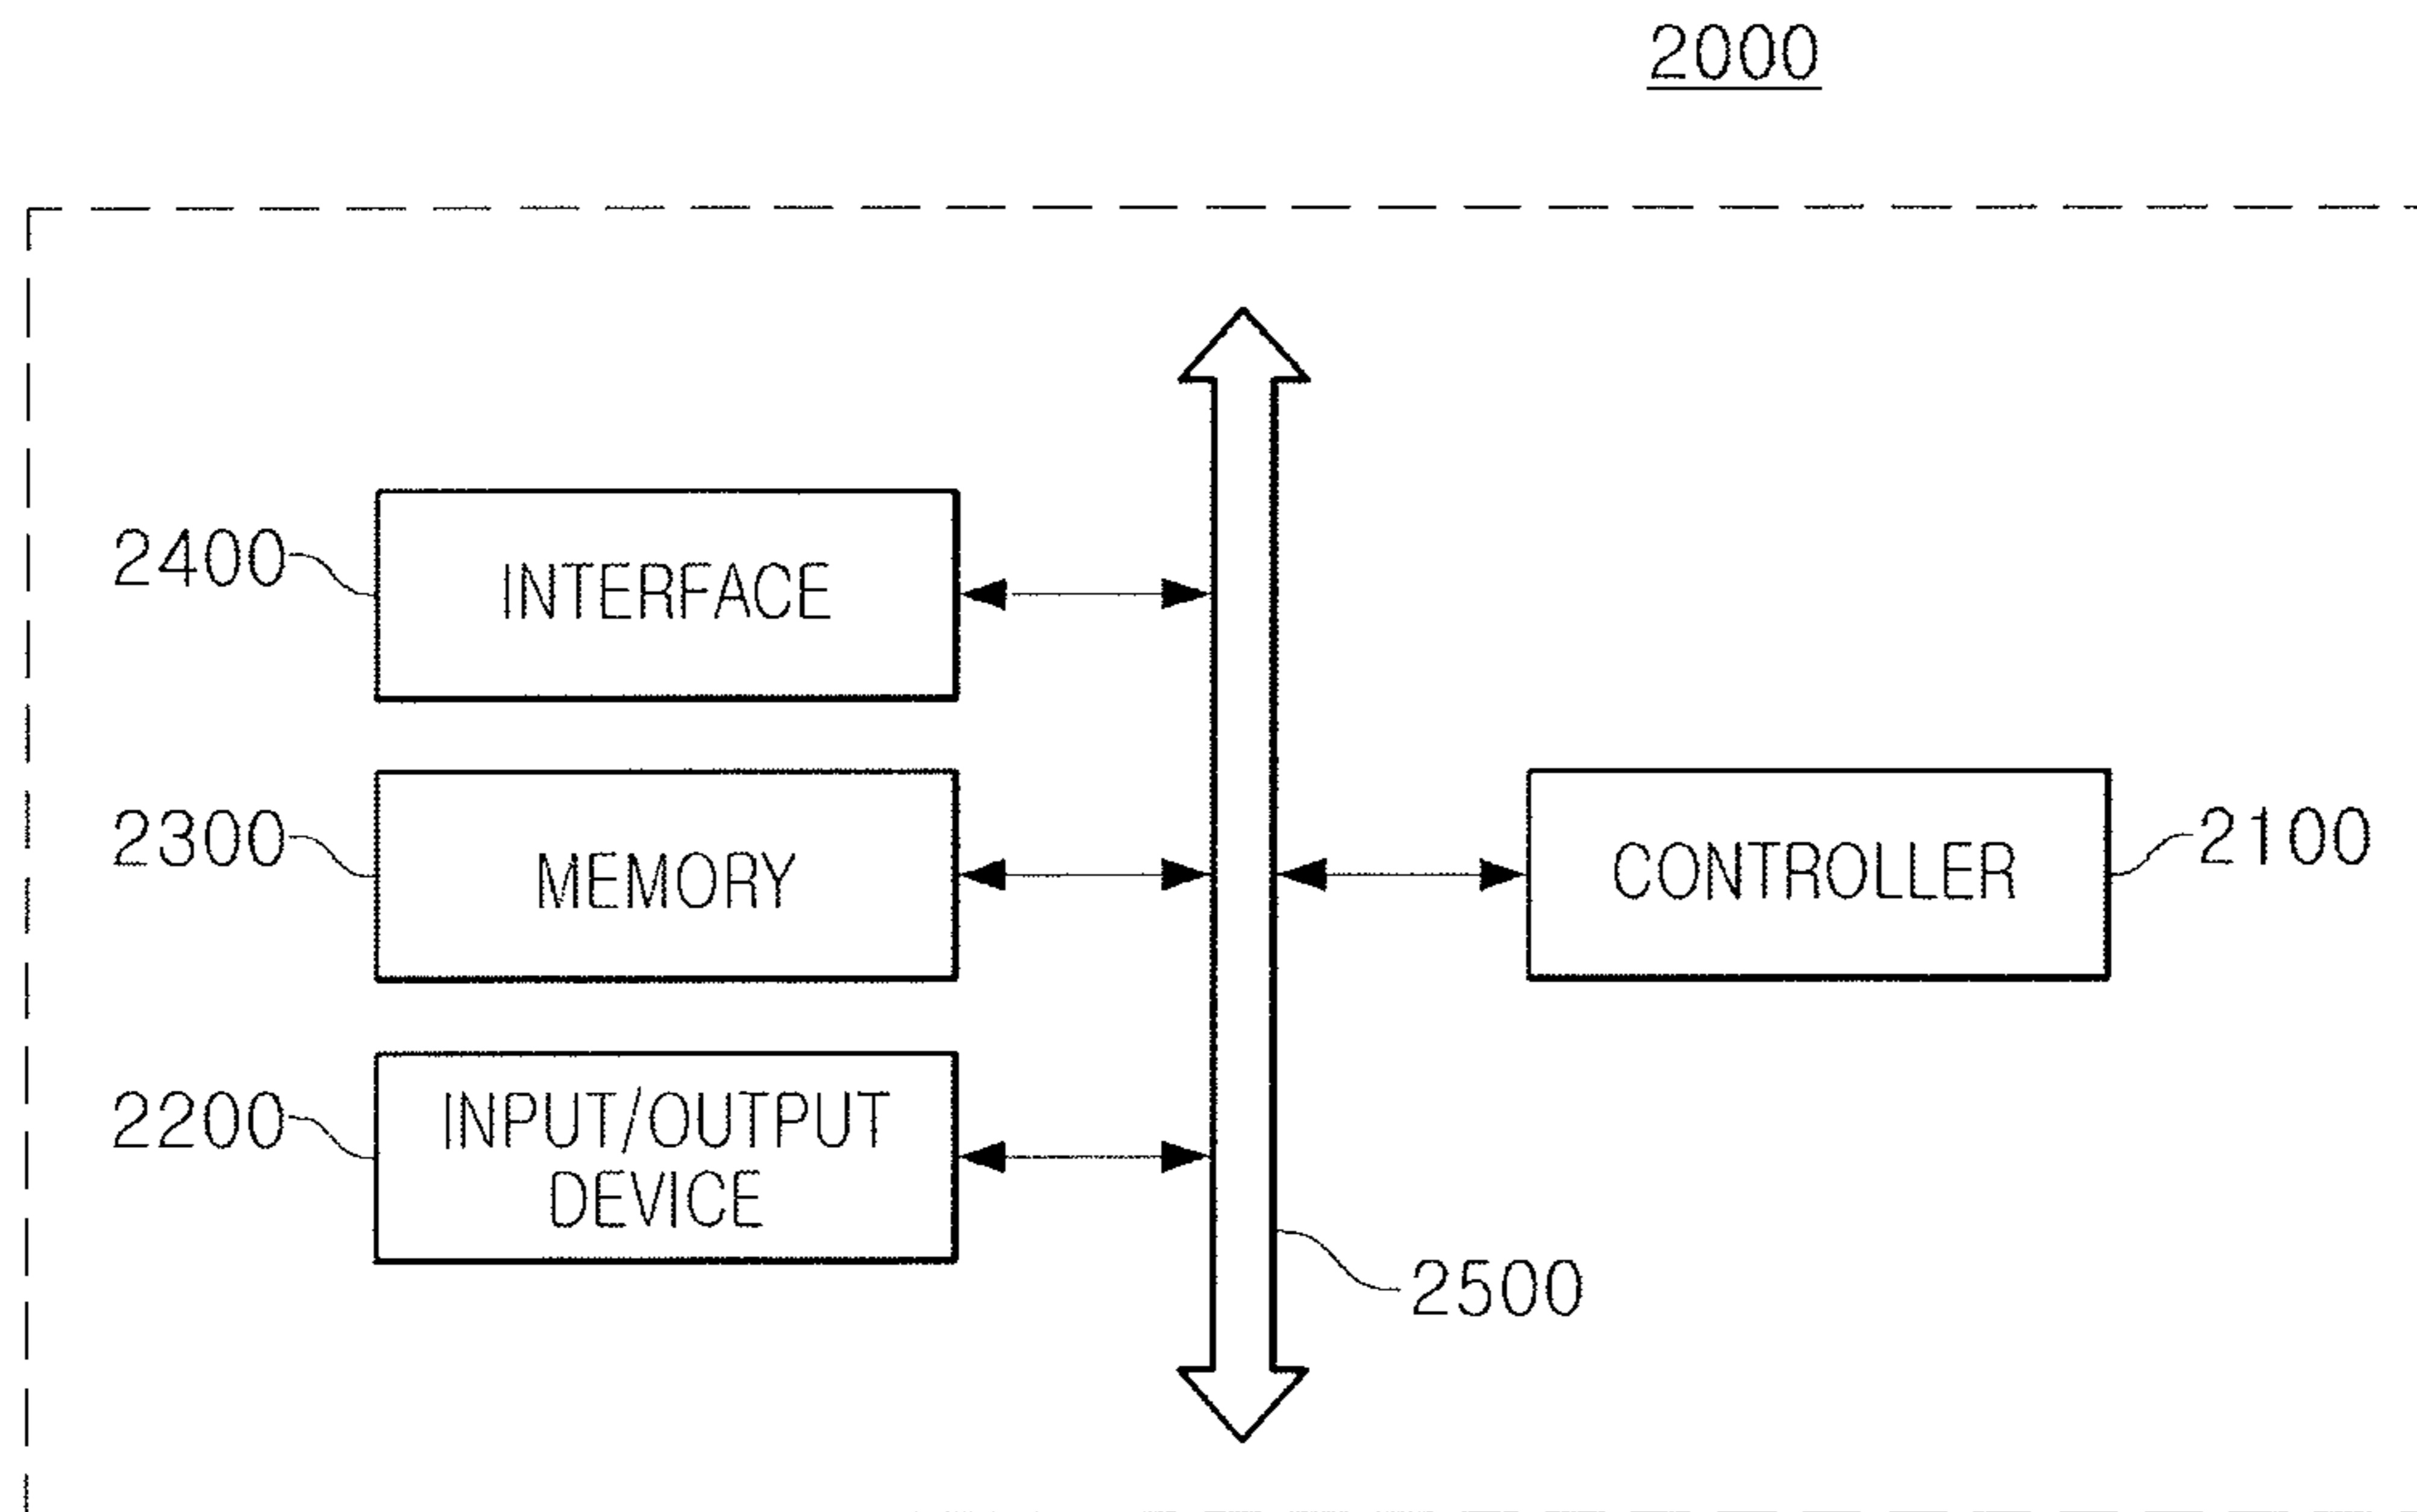 2000
2400
INTERFACE
2300
MEMORY
CONTROLLER
2100
2200
INPUT/OUTPUT
DEVICE
2500